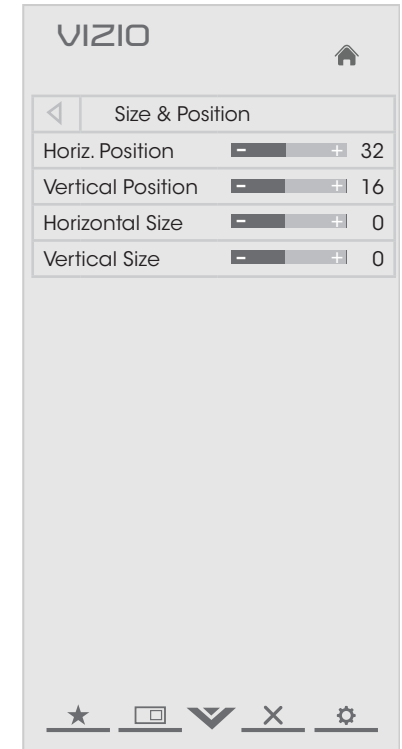 VIZIO
Size & Position
Horiz. Position - + 32
Vertical Position - + 16
Horizontal Size - + 0
Vertical Size - + 0